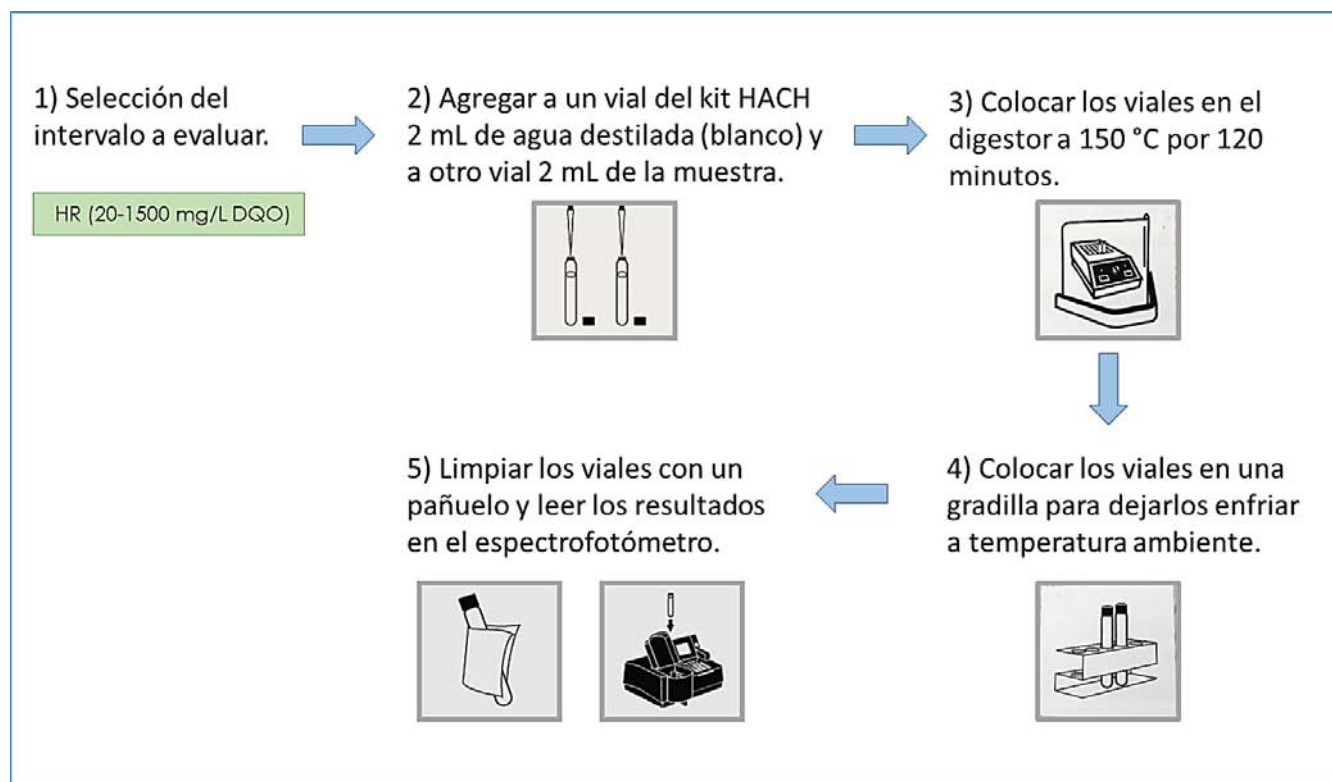 1) Selección del
intervalo a evaluar.
HR (20-1500 mg/L DQO)
2) Agregar a un vial del kit HACH
2 mL de agua destilada (blanco) y
a otro vial 2 mL de la muestra.
3) Colocar los viales en el
digestor a 150 °C por 120
minutos.
4) Colocar los viales en una
gradilla para dejarlos enfriar
a temperatura ambiente.
5) Limpiar los viales con un
pañuelo y leer los resultados
en el espectrofotómetro.